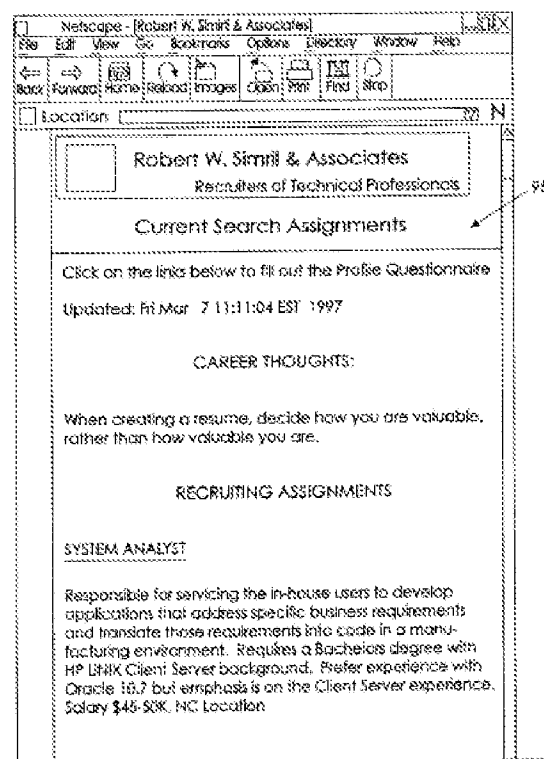 Netscape - [Robert W. Simril & Associates]
File Edit View Go Bookmarks Options Directory Window Help
Back Forward Home Reload Images Open Print Find Stop
Location N
Robert W. Simril & Associates
Recruiters of Technical Professionals
95
Current Search Assignments
Click on the links below to fill out the Profile Questionnaire
Updated: Fri Mar 7 11:11:04 EST 1997
CAREER THOUGHTS:
When creating a resume, decide how you are valuable,
rather than how valuable you are.
RECRUITING ASSIGNMENTS
SYSTEM ANALYST
Responsible for servicing the in-house users to develop
applications that address specific business requirements
and translate those requirements into code in a manu-
facturing environment. Requires a Bachelors degree with
HP UNIX Client Server background. Prefer experience with
Oracle 10.7 but emphasis is on the Client Server experience.
Salary $45-50K, NC Location